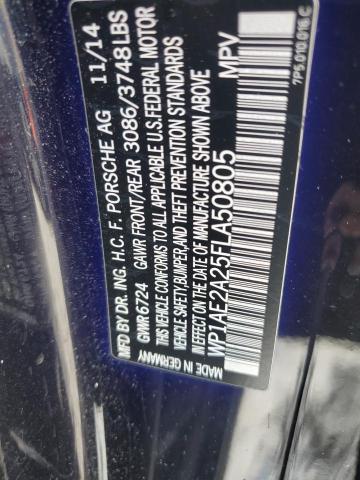 MFD BY DR. ING. H.C. F. PORSCHE AG 11/14
GVWR 6724 GAWR FRONT/REAR 3086/3748 LBS
THIS VEHICLE CONFORMS TO ALL APPLICABLE U.S. FEDERAL MOTOR
VEHICLE SAFETY, BUMPER, AND THEFT PREVENTION STANDARDS
IN EFFECT ON THE DATE OF MANUFACTURE SHOWN ABOVE
WP1AE2A25FLA50805 MPV
MADE IN GERMANY
7P5.010.016.C